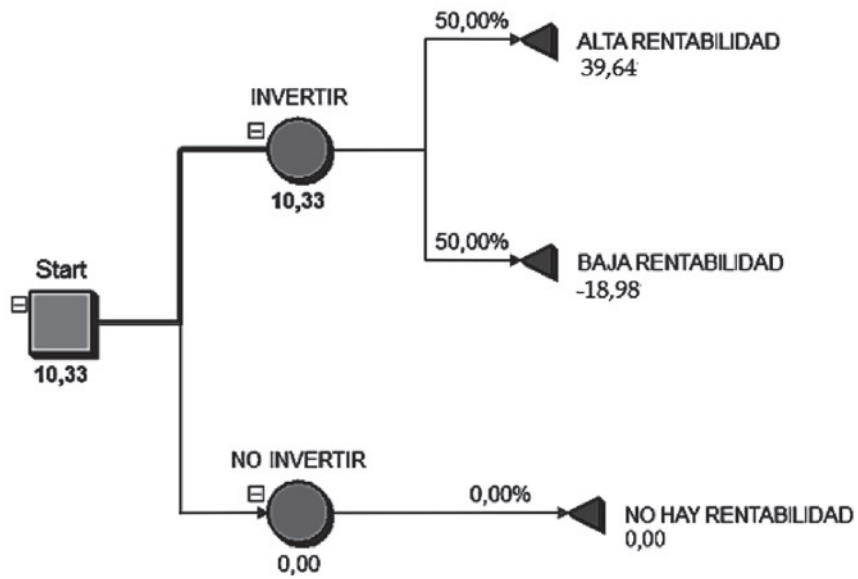 50,00%
ALTA RENTABILIDAD
39,64
INVERTIR
10,33
50,00%
BAJA RENTABILIDAD
-18,98
Start
10,33
NO INVERTIR
0,00%
NO HAY RENTABILIDAD
0,00
0,00